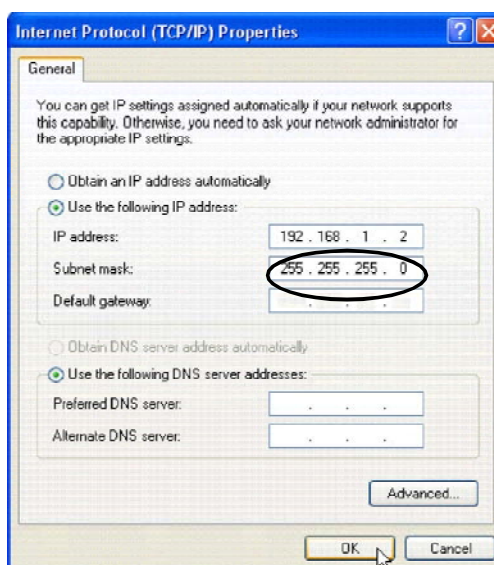 Internet Protocol (TCP/IP) Properties
General
You can get IP settings assigned automatically if your network supports
this capability. Otherwise, you need to ask your network administrator for
the appropriate IP settings.
Obtain an IP address automatically
Use the following IP address:
IP address: 192 . 168 . 1 . 2
Subnet mask: 255 . 255 . 255 . 0
Default gateway: . . .
Obtain DNS server address automatically
Use the following DNS server addresses:
Preferred DNS server: . . .
Alternate DNS server: . . .
Advanced...
OK Cancel